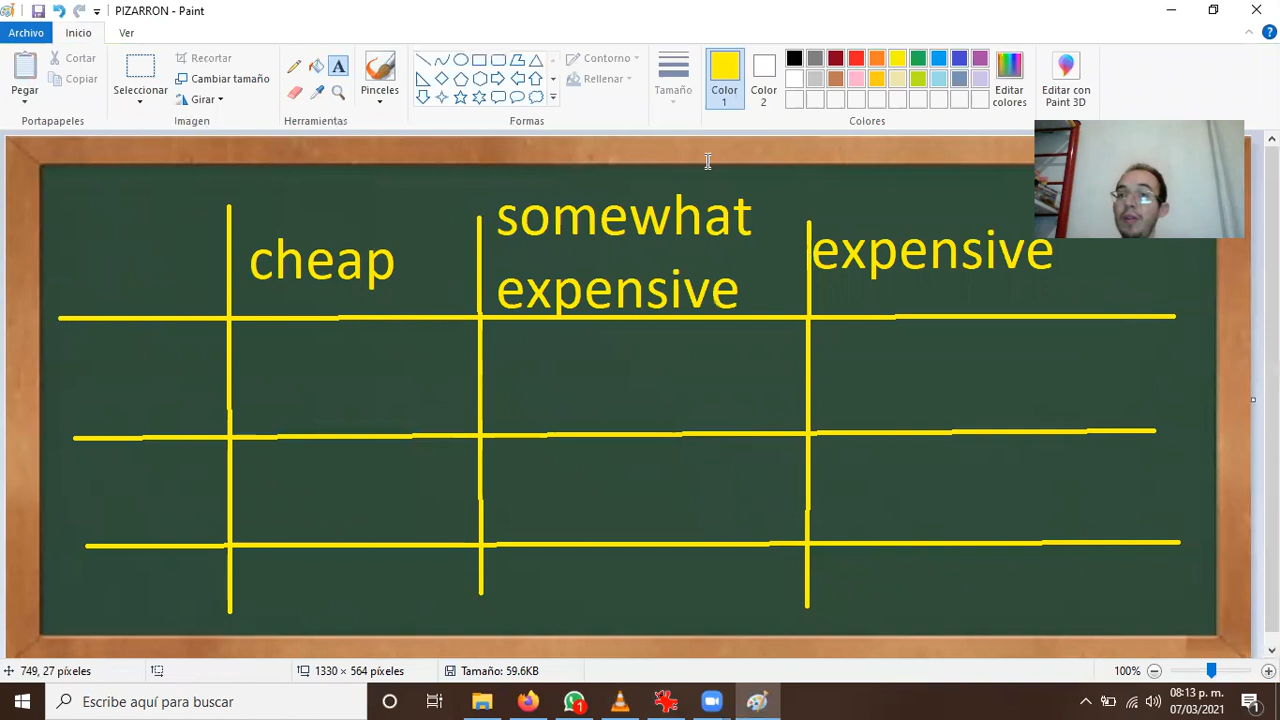 PIZARRON - Paint
Archivo Inicio Ver
Pegar
Cortar
Copiar
Portapapeles
Seleccionar
Recortar
Cambiar tamaño
Girar
Imagen
A
Herramientas
Pinceles
Contorno
Rellenar
Formas
Tamaño
Color 1
Color 2
Editar colores
Colores
Editar con Paint 3D
cheap
somewhat
expensive
expensive
749, 27 píxeles
1330 × 564 píxeles
Tamaño: 59.6KB
100%
Escribe aquí para buscar
1
08:13 p. m.
07/03/2021
1